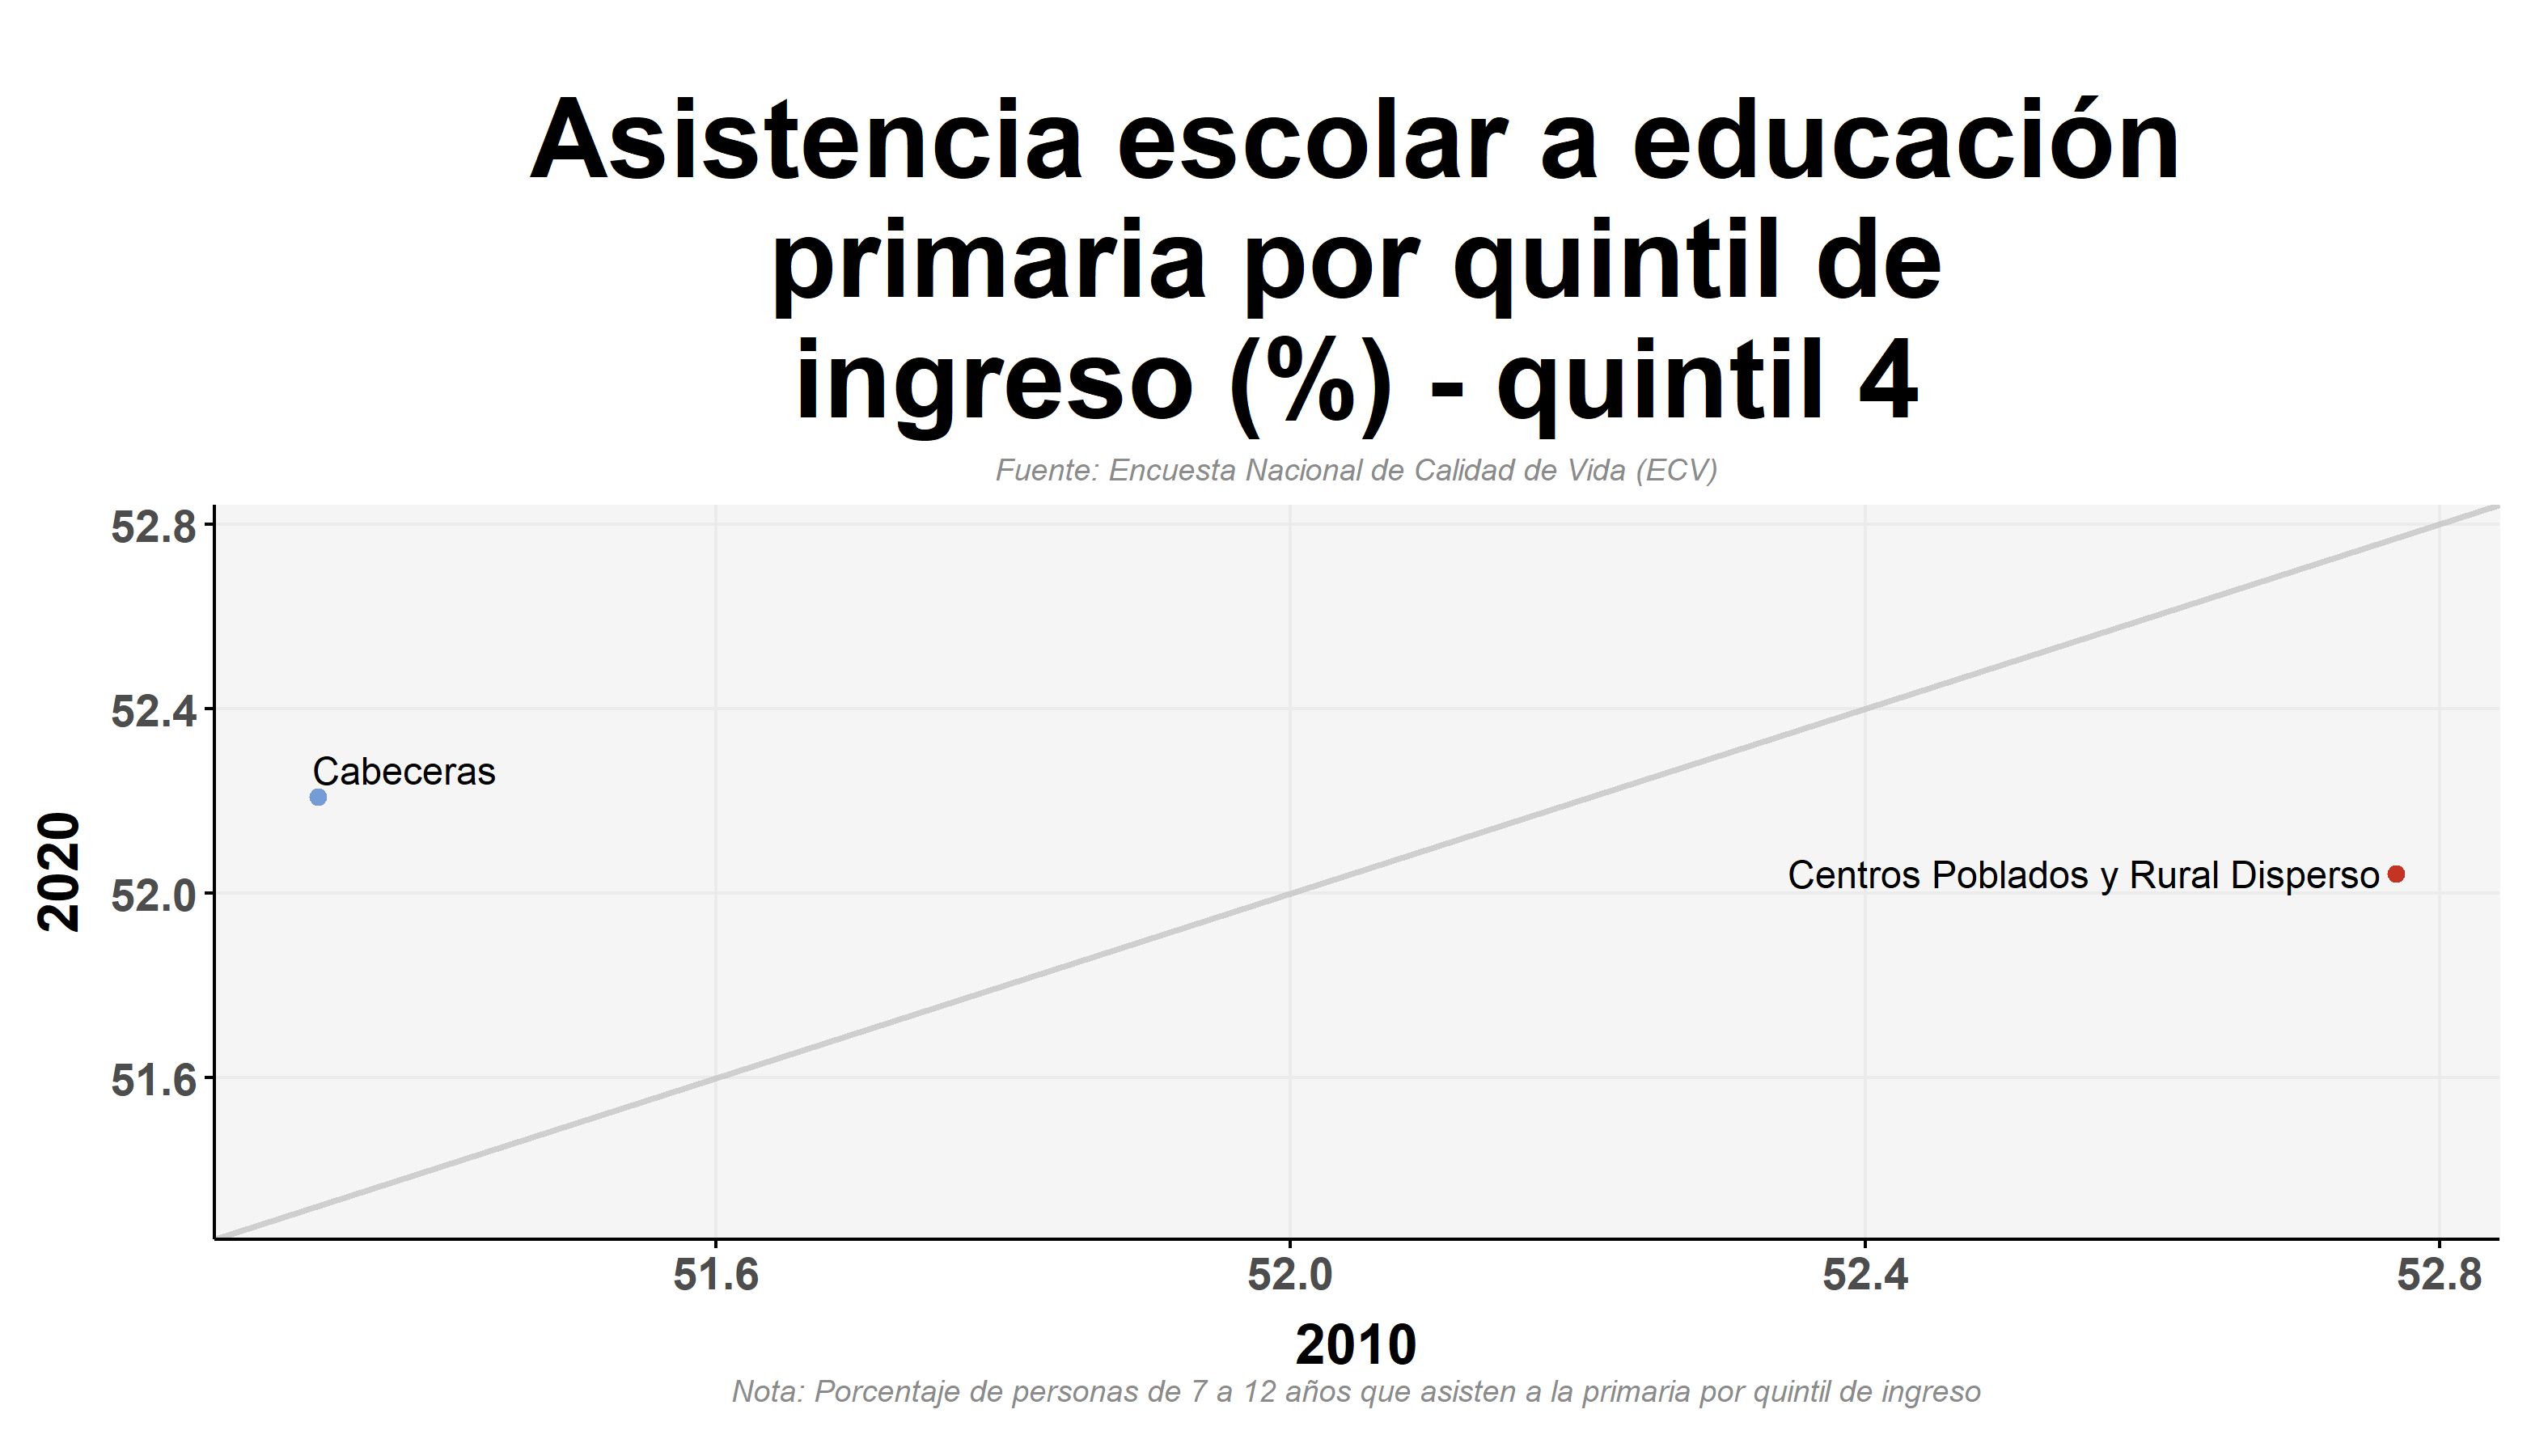 Asistencia escolar a educación
primaria por quintil de
ingreso (%) - quintil 4
Fuente: Encuesta Nacional de Calidad de Vida (ECV)
52.8
52.4
52.0
51.6
2020
Cabeceras
Centros Poblados y Rural Disperso
51.6
52.0
52.4
52.8
2010
Nota: Porcentaje de personas de 7 a 12 años que asisten a la primaria por quintil de ingreso